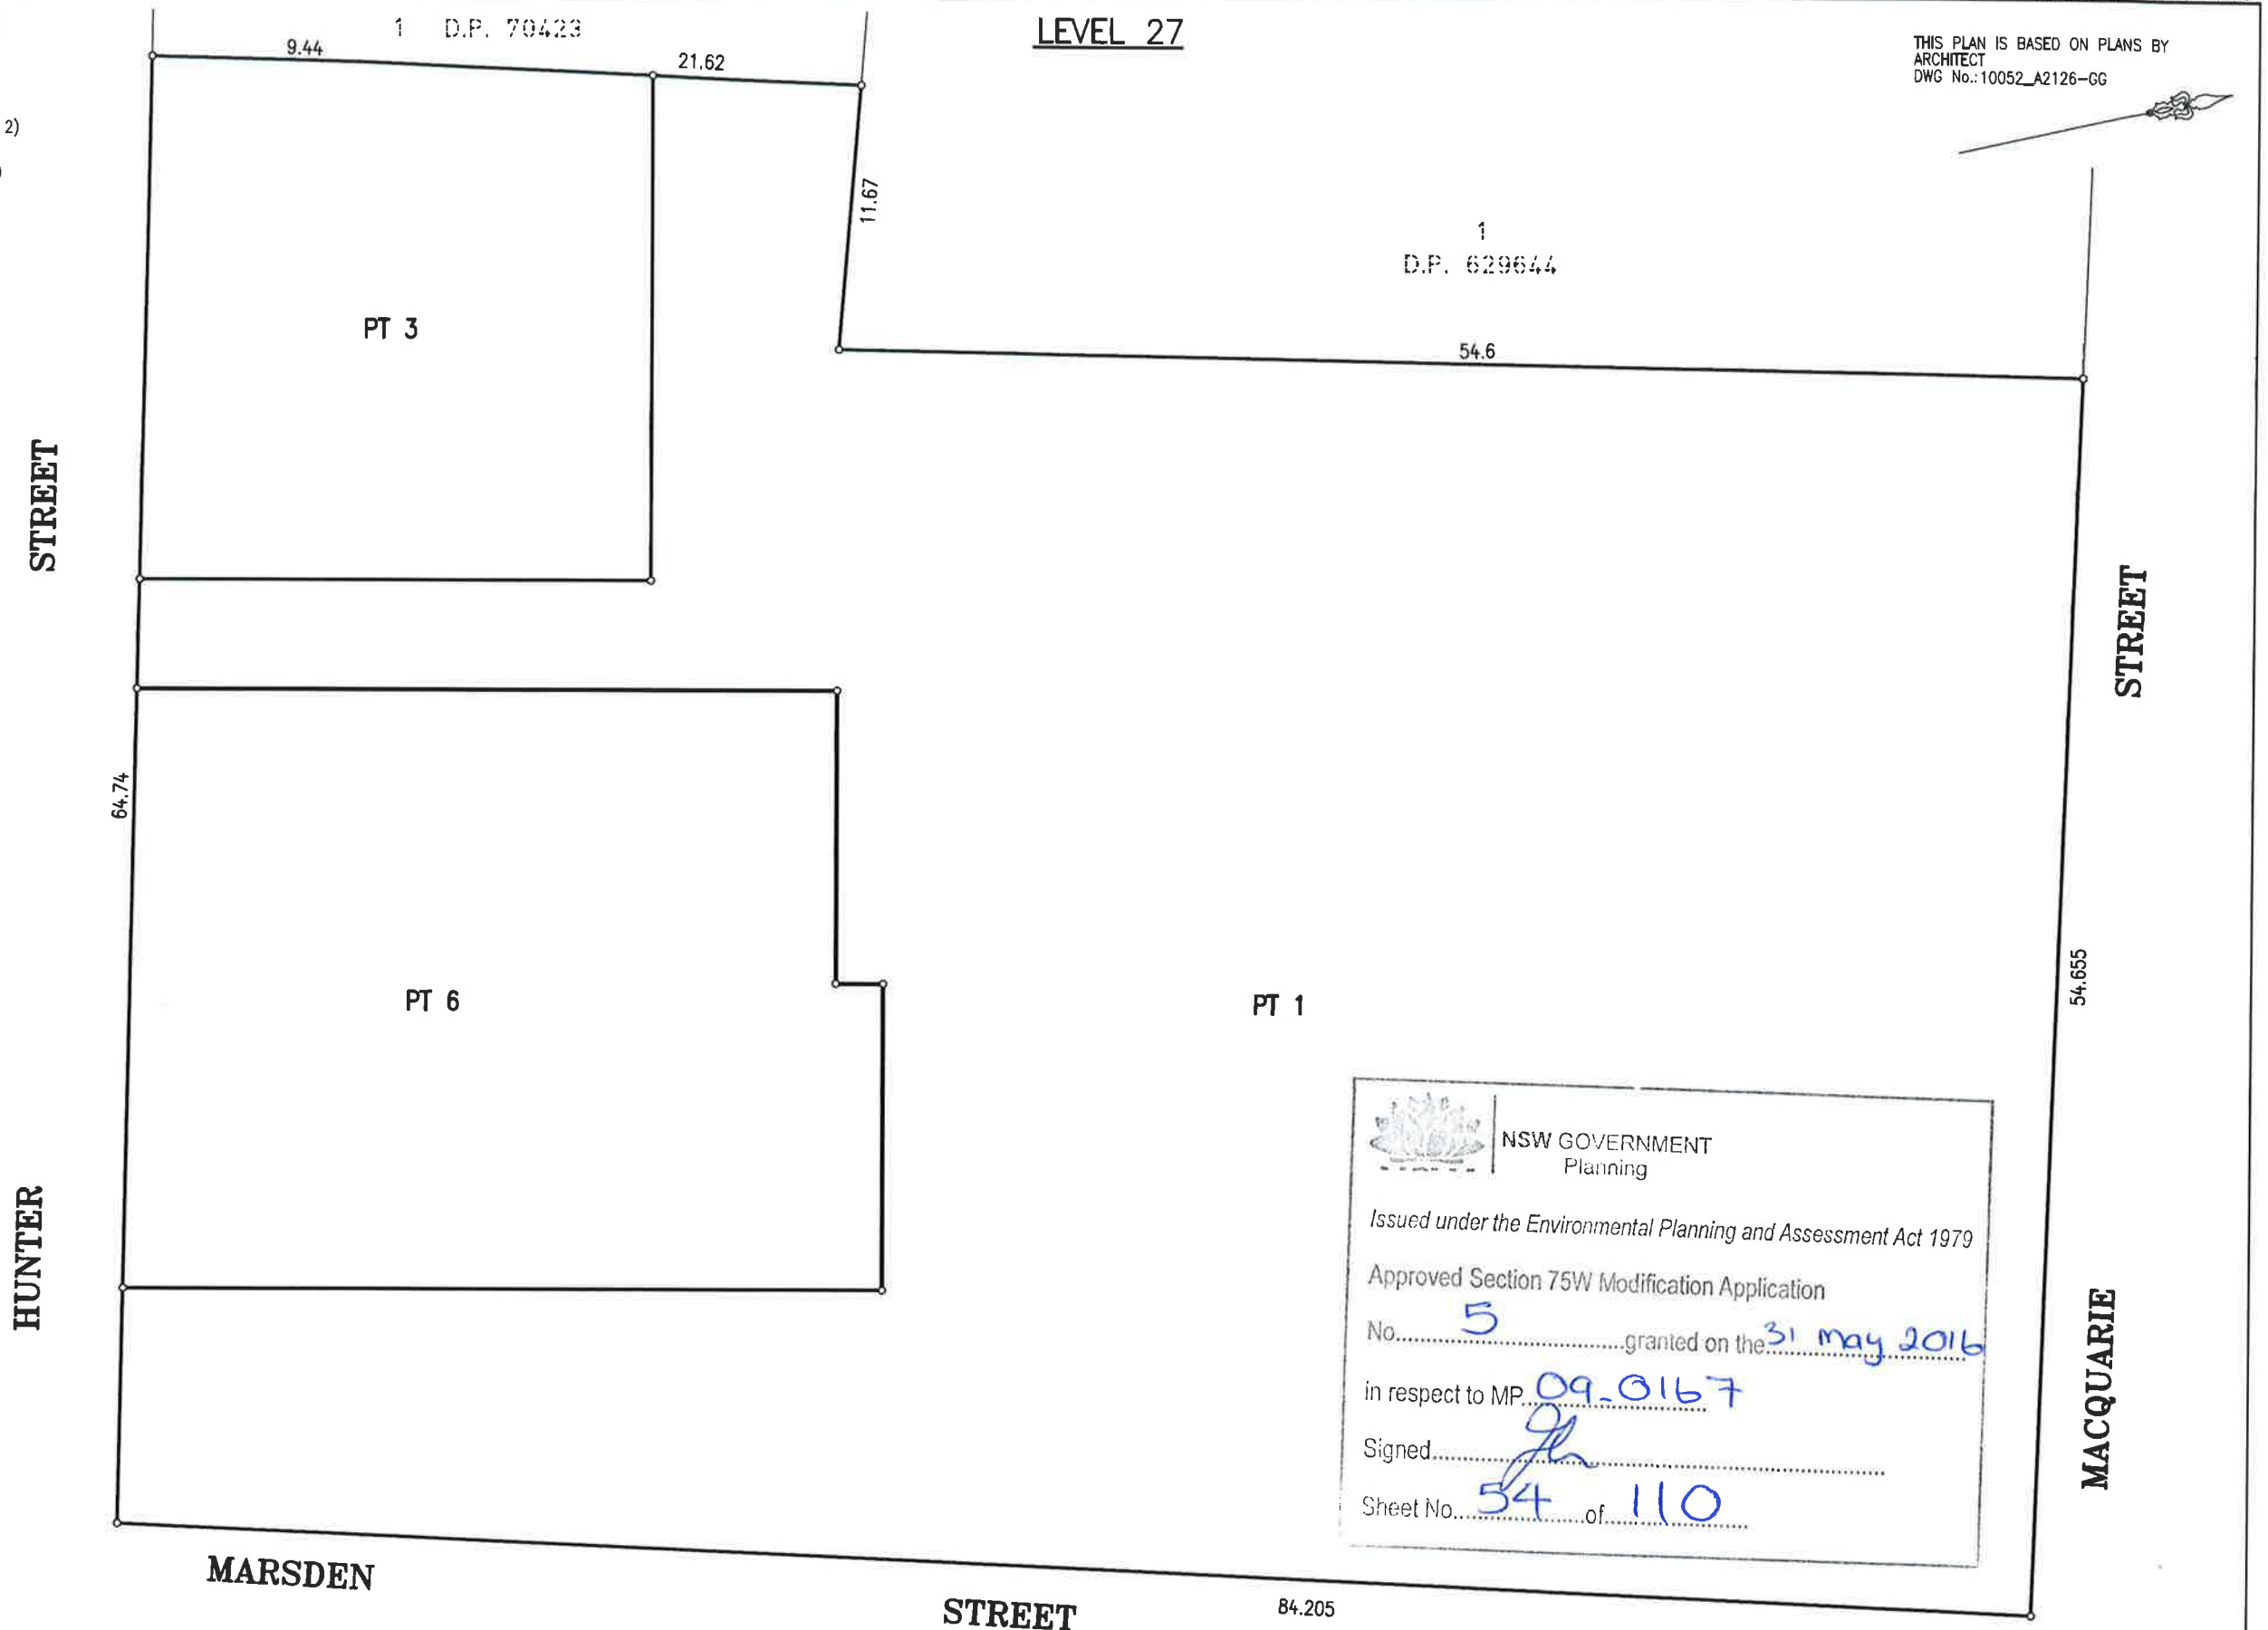 1 D.P. 70423
LEVEL 27
THIS PLAN IS BASED ON PLANS BY
ARCHITECT
DWG No.: 10052_A2126-GG
9.44
21.62
2)
)
11.67
1
D.P. 629644
PT 3
54.6
STREET
STREET
64.74
PT 6
PT 1
54.655
NSW GOVERNMENT
Planning
Issued under the Environmental Planning and Assessment Act 1979
Approved Section 75W Modification Application
No. 5 granted on the 31 May 2016
in respect to MP 09_0167
Signed
Sheet No. 54 of 110
HUNTER
MACQUARIE
MARSDEN
STREET
84.205